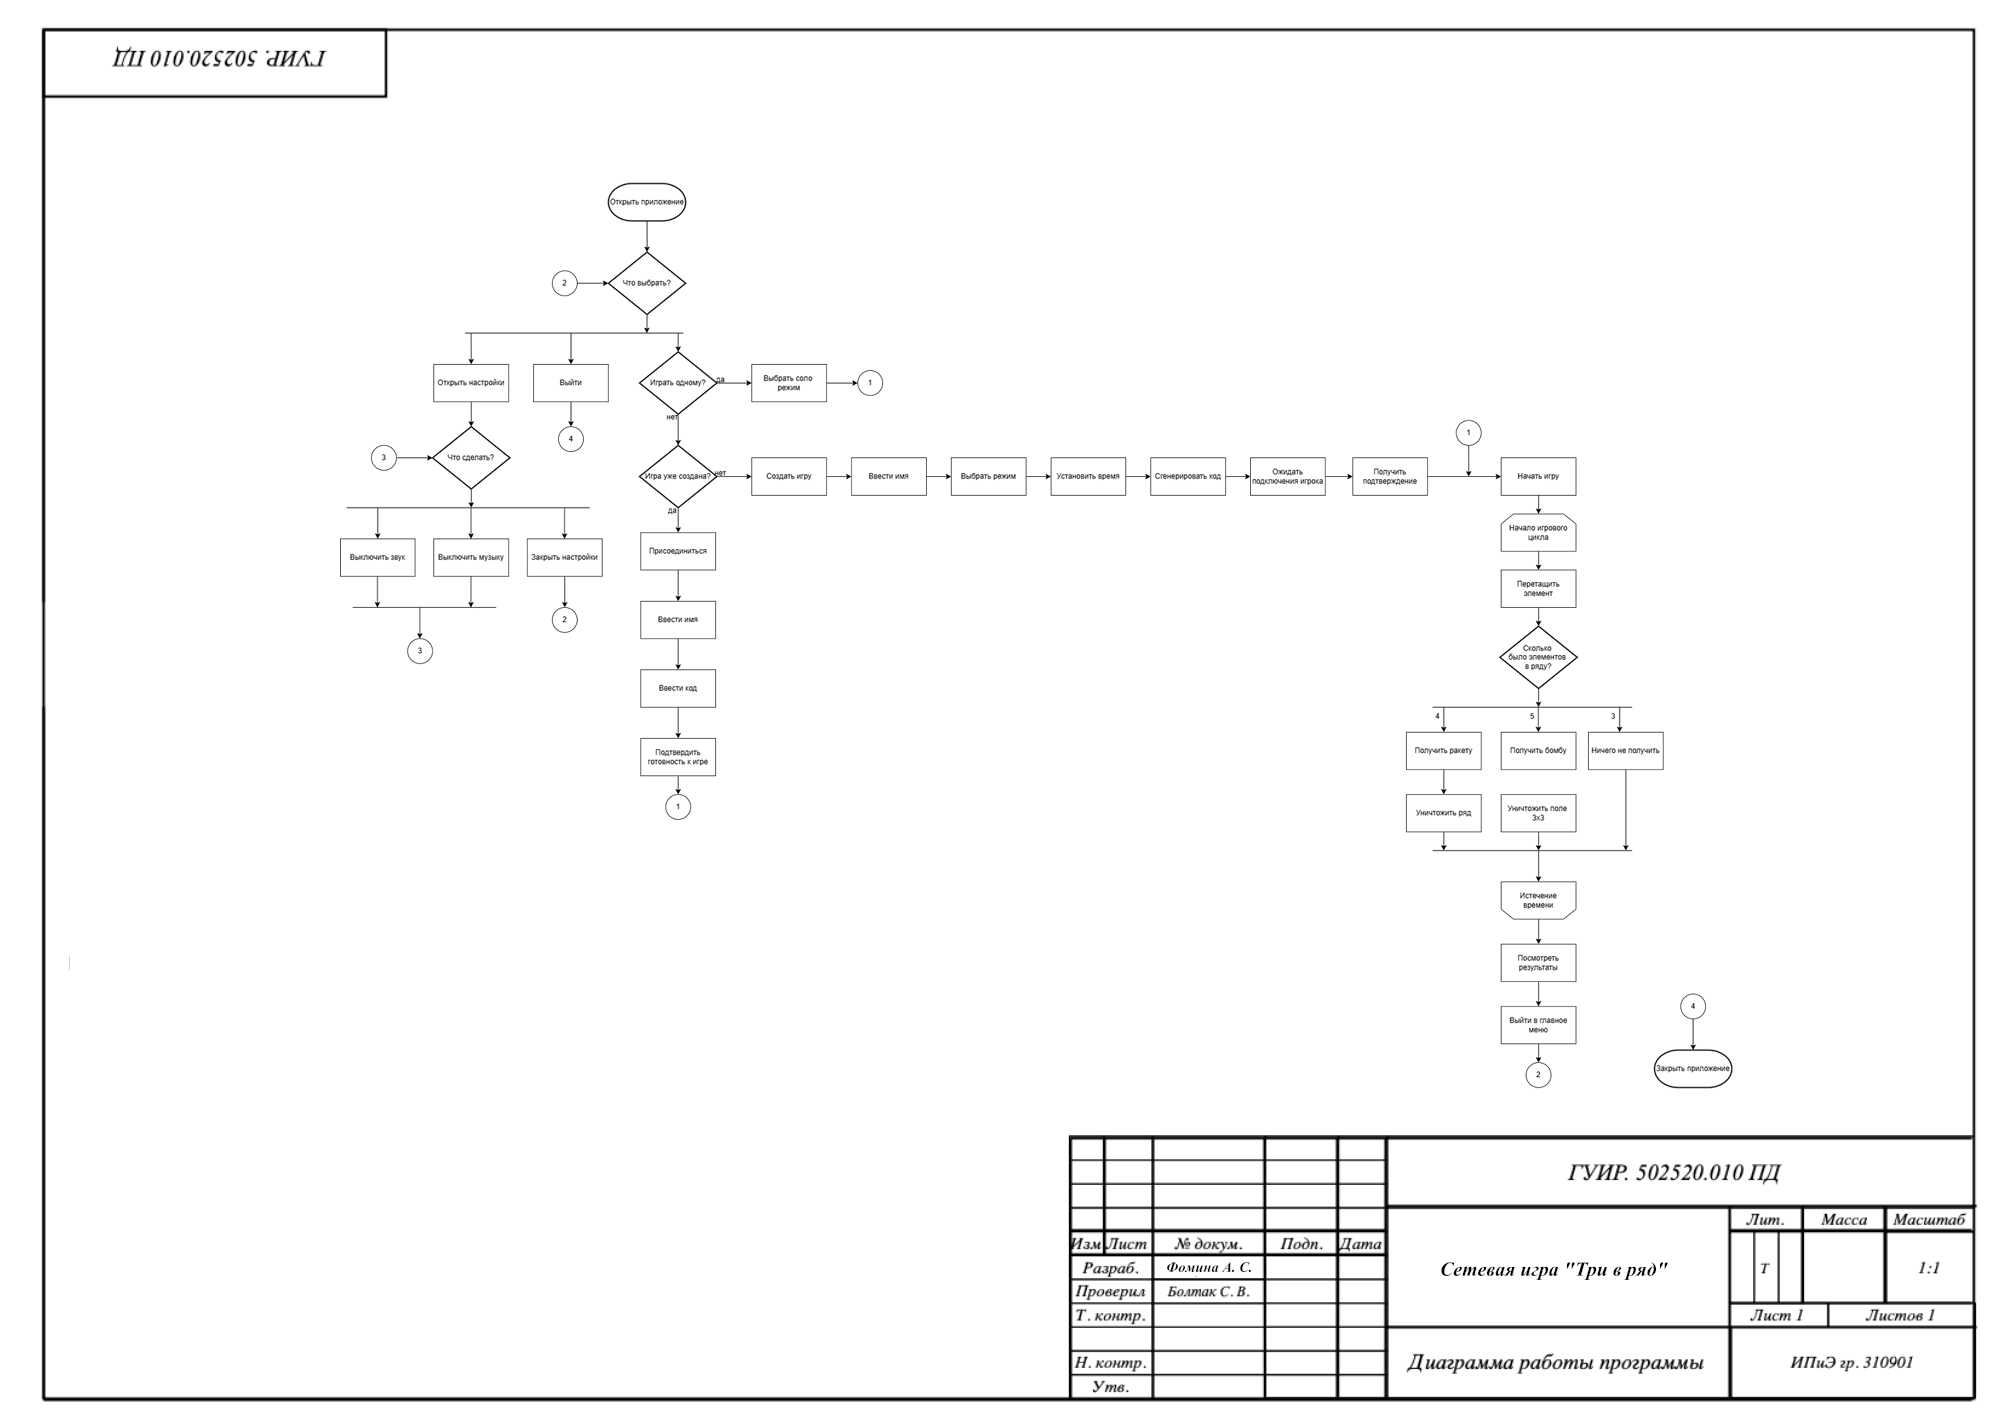 ГУИР. 502520.010 ПД
Открыть приложение
2
Что выбрать?
Открыть настройки
Выйти
Играть одному?
да
Выбрать соло
режим
1
нет
4
3
Что сделать?
Игра уже создана?
нет
Создать игру
Ввести имя
Выбрать режим
Установить время
Сгенерировать код
Ожидать
подключения игрока
Получить
подтверждение
1
Начать игру
да
Выключить звук
Выключить музыку
Закрыть настройки
3
2
Присоединиться
Ввести имя
Ввести код
Подтвердить
готовность к игре
1
Начало игрового
цикла
Перетащить
элемент
Сколько
было элементов
в ряду?
4
5
3
Получить ракету
Получить бомбу
Ничего не получить
Уничтожить ряд
Уничтожить поле
3x3
Истечение
времени
Посмотреть
результаты
Выйти в главное
меню
2
4
Закрыть приложение
ГУИР. 502520.010 ПД
Изм Лист № докум. Подп. Дата
Разраб. Фомина А. С.
Проверил Болтак С. В.
Т. контр.
Н. контр.
Утв.
Сетевая игра "Три в ряд"
Лит. Масса Масштаб
Т 1:1
Лист 1 Листов 1
Диаграмма работы программы
ИПиЭ гр. 310901